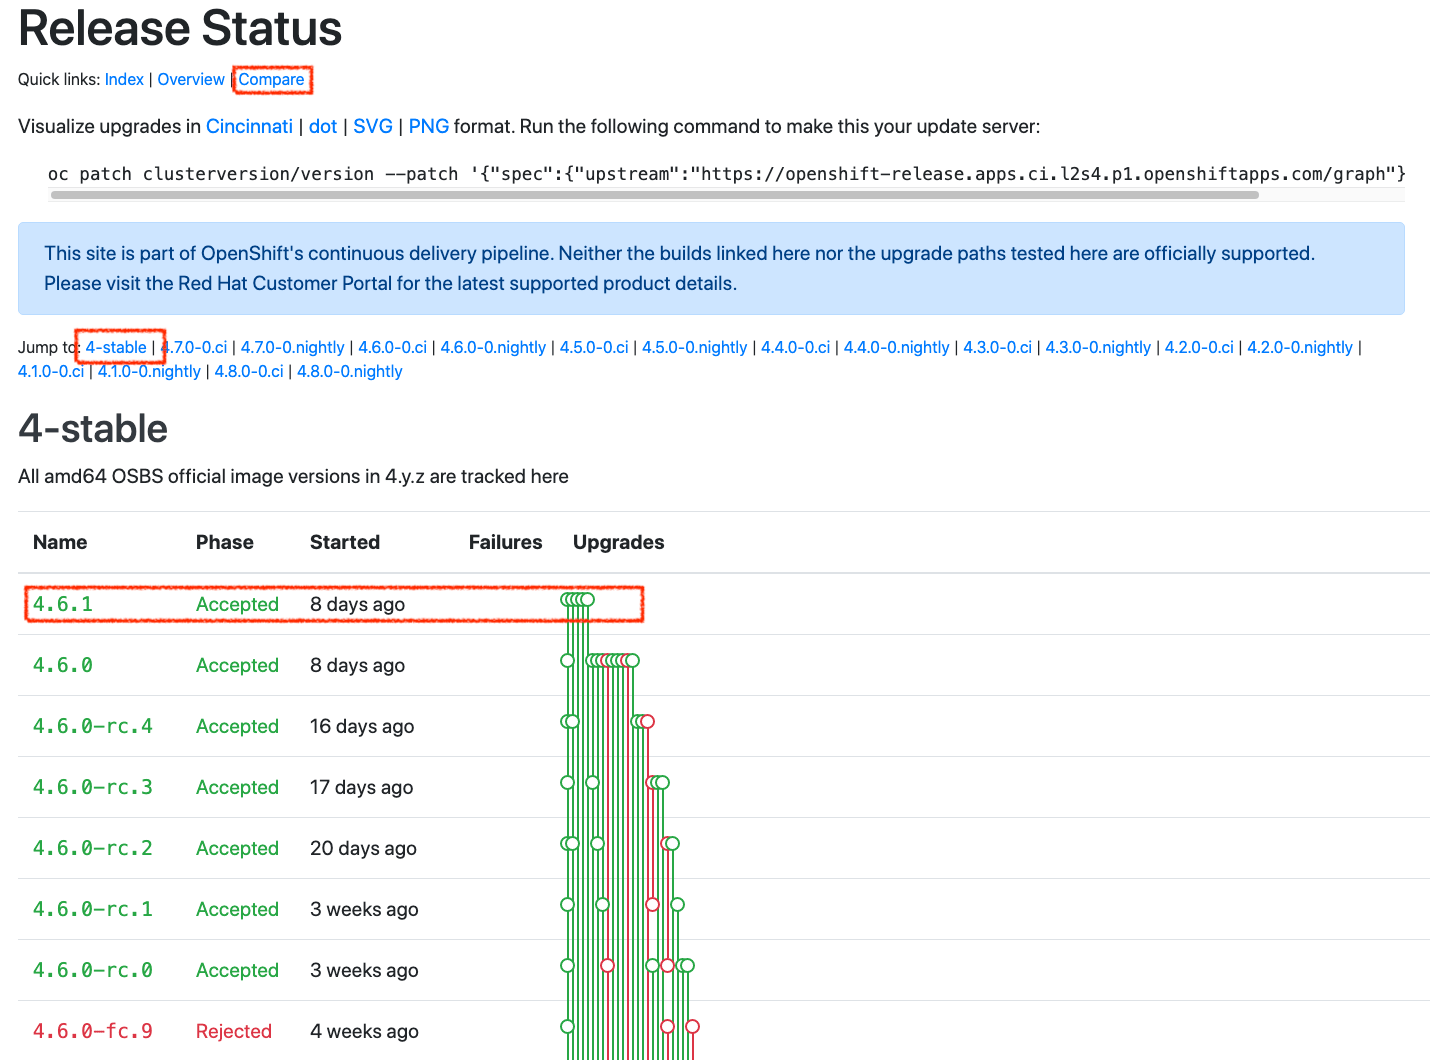 Release Status
Quick links: Index | Overview | Compare
Visualize upgrades in Cincinnati | dot | SVG | PNG format. Run the following command to make this your update server:
oc patch clusterversion/version --patch '{"spec":{"upstream":"https://openshift-release.apps.ci.l2s4.p1.openshiftapps.com/graph"}
This site is part of OpenShift's continuous delivery pipeline. Neither the builds linked here nor the upgrade paths tested here are officially supported.
Please visit the Red Hat Customer Portal for the latest supported product details.
Jump to: 4-stable | 4.7.0-0.ci | 4.7.0-0.nightly | 4.6.0-0.ci | 4.6.0-0.nightly | 4.5.0-0.ci | 4.5.0-0.nightly | 4.4.0-0.ci | 4.4.0-0.nightly | 4.3.0-0.ci | 4.3.0-0.nightly | 4.2.0-0.ci | 4.2.0-0.nightly |
4.1.0-0.ci | 4.1.0-0.nightly | 4.8.0-0.ci | 4.8.0-0.nightly
4-stable
All amd64 OSBS official image versions in 4.y.z are tracked here
Name Phase Started Failures Upgrades
4.6.1 Accepted 8 days ago
4.6.0 Accepted 8 days ago
4.6.0-rc.4 Accepted 16 days ago
4.6.0-rc.3 Accepted 17 days ago
4.6.0-rc.2 Accepted 20 days ago
4.6.0-rc.1 Accepted 3 weeks ago
4.6.0-rc.0 Accepted 3 weeks ago
4.6.0-fc.9 Rejected 4 weeks ago